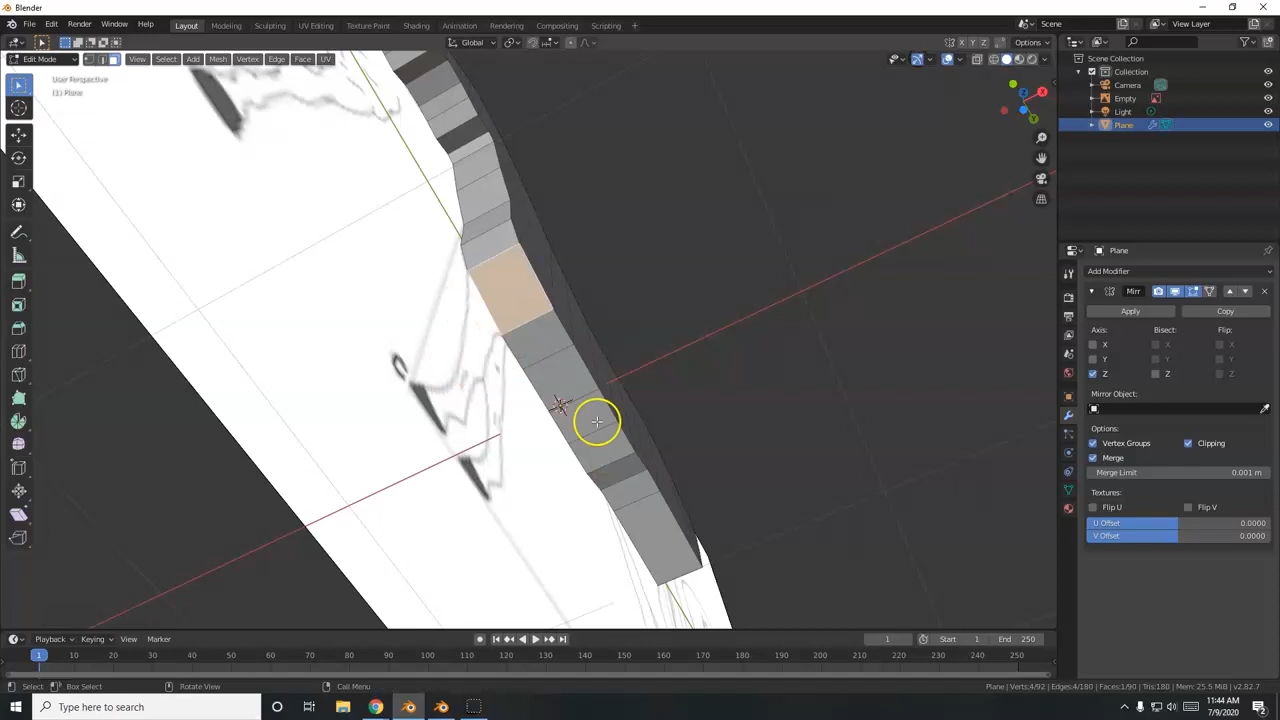 Blender
File Edit Render Window Help
Layout Modeling Sculpting UV Editing Texture Paint Shading Animation Rendering Compositing Scripting +
Scene
View Layer
Global
X Y Z
Options
Edit Mode
View Select Add Mesh Vertex Edge Face UV
User Perspective
(1) Plane
X
Z
Y
Scene Collection
Collection
Camera
Empty
Light
Plane
Plane
Add Modifier
Mirr
Apply
Copy
Axis:
Bisect:
Flip:
X
X
X
Y
Y
Y
Z
Z
Z
Mirror Object:
Options:
Vertex Groups
Clipping
Merge
Merge Limit 0.001 m
Textures:
Flip U
Flip V
U Offset 0.0000
V Offset 0.0000
Playback Keying View Marker
1
Start 1
End 250
1 10 20 30 40 50 60 70 80 90 100 110 120 130 140 150 160 170 180 190 200 210 220 230 240 250
Select
Box Select
Rotate View
Call Menu
Plane | Verts:4/92 | Edges:4/180 | Faces:1/90 | Tris:180 | Mem: 25.5 MiB | v2.82.7
Type here to search
11:44 AM
7/9/2020